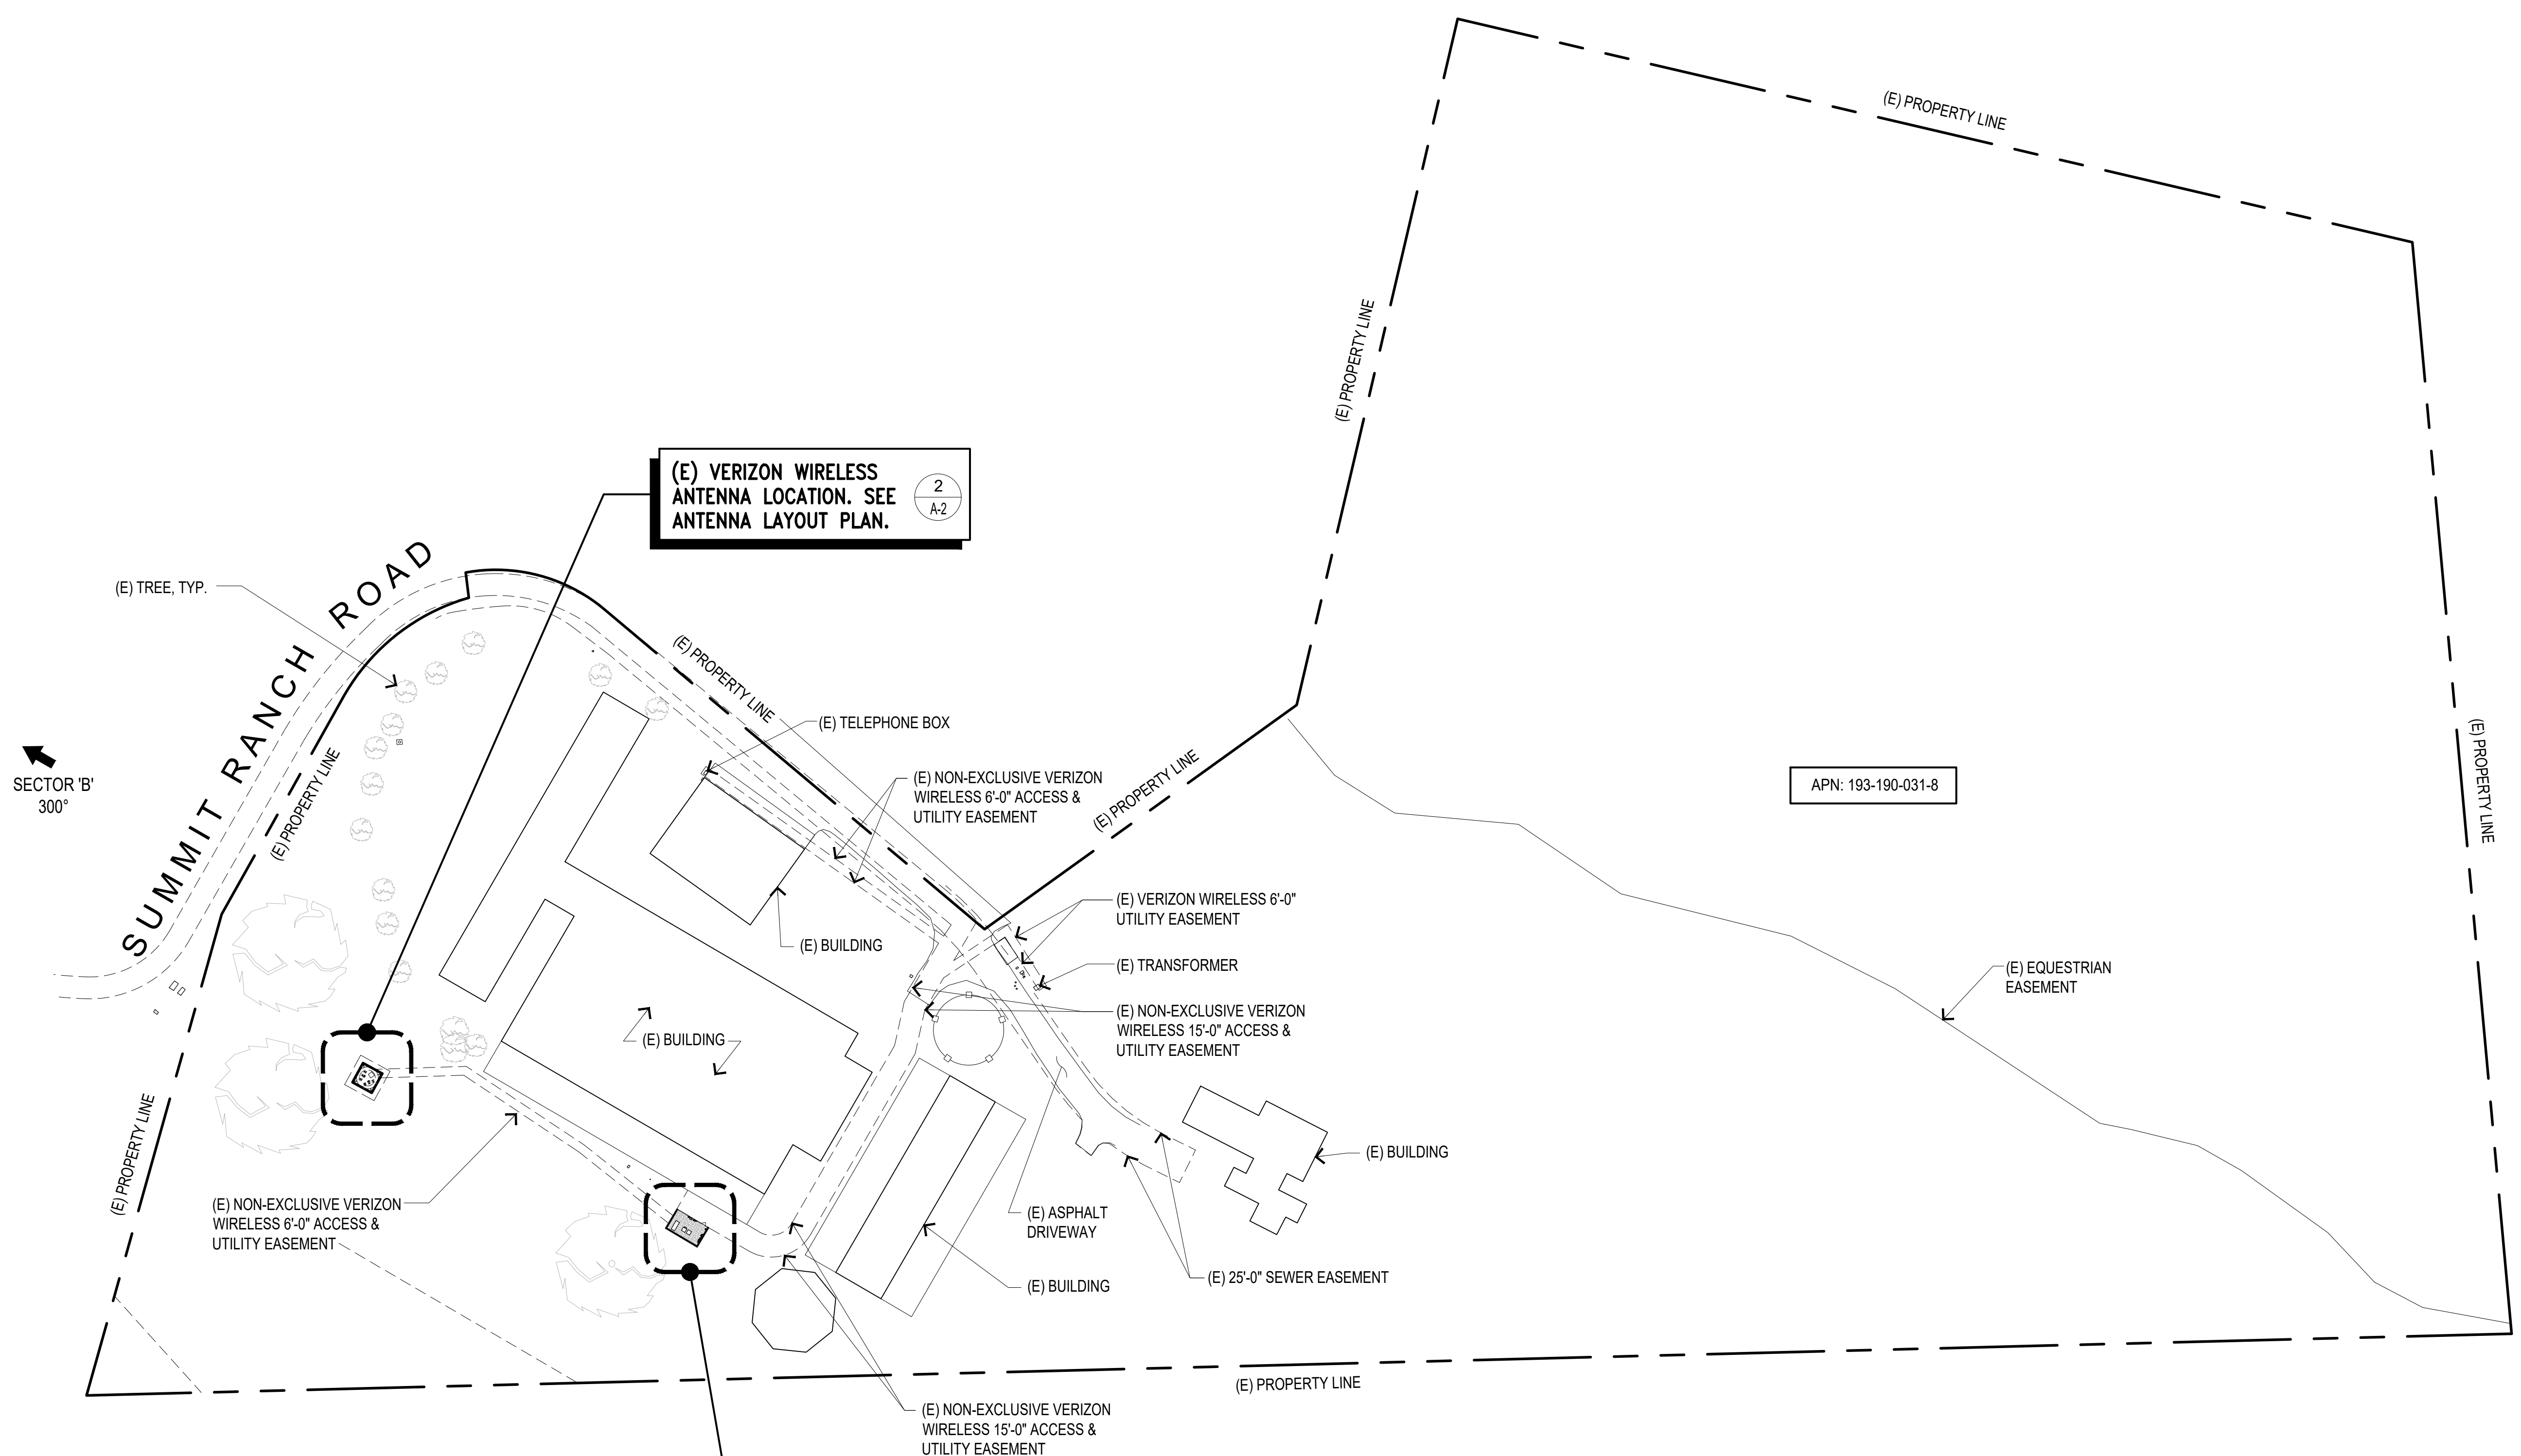 (E) PROPERTY LINE
(E) PROPERTY LINE
(E) VERIZON WIRELESS
ANTENNA LOCATION. SEE
ANTENNA LAYOUT PLAN.
2
A-2
SUMMIT RANCH ROAD
(E) TREE, TYP.
(E) PROPERTY LINE
(E) TELEPHONE BOX
SECTOR 'B'
300°
(E) PROPERTY LINE
(E) NON-EXCLUSIVE VERIZON
WIRELESS 6'-0" ACCESS &
UTILITY EASEMENT
(E) PROPERTY LINE
APN: 193-190-031-8
(E) PROPERTY LINE
(E) VERIZON WIRELESS 6'-0"
UTILITY EASEMENT
(E) BUILDING
(E) TRANSFORMER
(E) EQUESTRIAN
EASEMENT
(E) NON-EXCLUSIVE VERIZON
WIRELESS 15'-0" ACCESS &
UTILITY EASEMENT
(E) BUILDING
(E) PROPERTY LINE
(E) BUILDING
(E) NON-EXCLUSIVE VERIZON
WIRELESS 6'-0" ACCESS &
UTILITY EASEMENT
(E) ASPHALT
DRIVEWAY
(E) BUILDING
(E) 25'-0" SEWER EASEMENT
(E) PROPERTY LINE
(E) NON-EXCLUSIVE VERIZON
WIRELESS 15'-0" ACCESS &
UTILITY EASEMENT